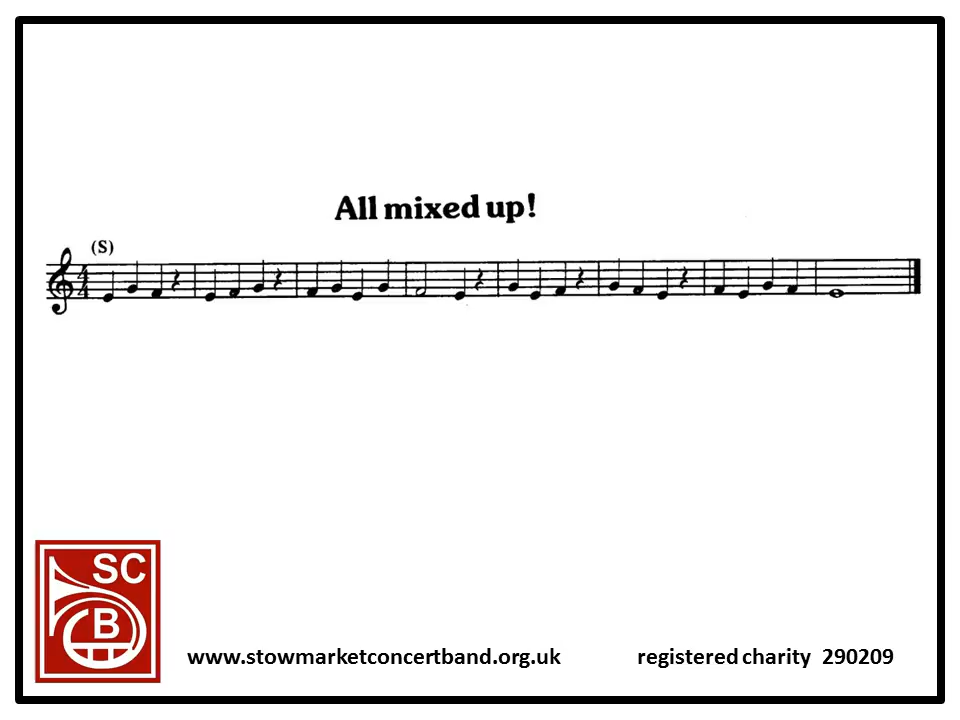 All mixed up!
(S)
4
4
SC
B
www.stowmarketconcertband.org.uk registered charity 290209